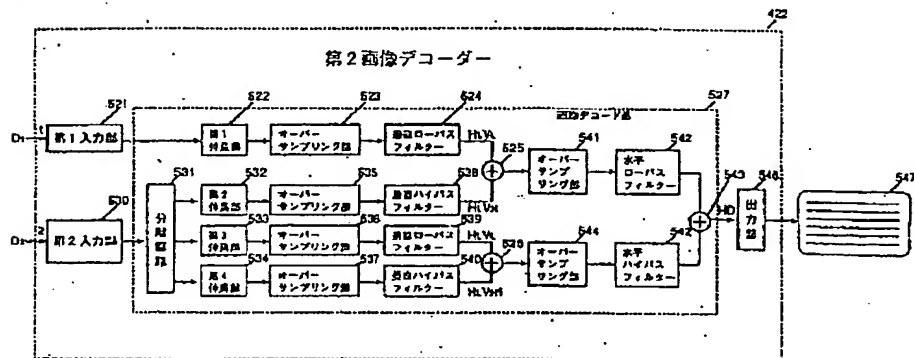 422
第2画像デコーダー
521
522
523
524
527
画像デコード部
D1
1
第1入力部
第1
伸長部
オーバー
サンプリング部
垂直ローパス
フィルター
525
541
オーバー
サンプ
リング部
542
水平
ローパス
フィルター
543
546
547
531
532
535
538
第2
伸長部
オーバー
サンプリング部
垂直ハイパス
フィルター
530
D2
2
第2入力部
533
536
539
第3
伸長部
オーバー
サンプリング部
垂直ローパス
フィルター
HD
出
力
部
534
537
540
第4
伸長部
オーバー
サンプリング部
垂直ハイパス
フィルター
544
オーバー
サンプ
リング部
水平
ハイパス
フィルター